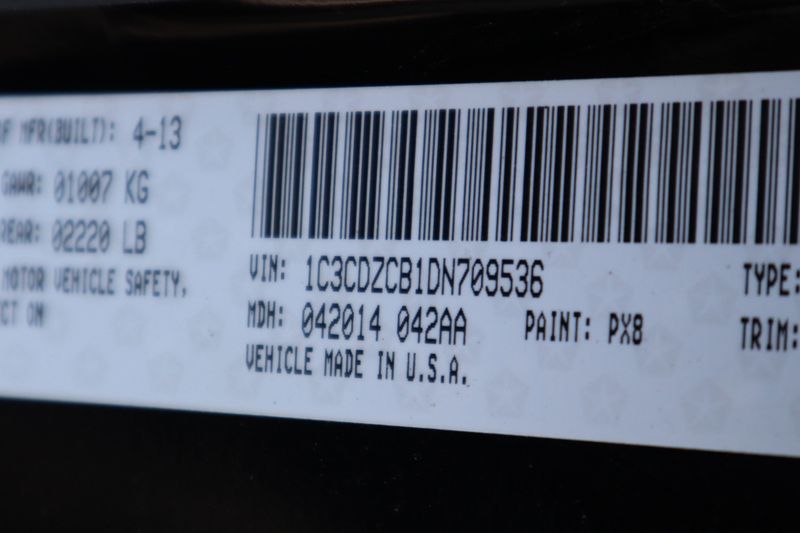 OF MFR(BUILT): 4-13
GAWR: 01007 KG
REAR: 02220 LB
MOTOR VEHICLE SAFETY,
ON
VIN: 1C3CDZCB1DN709536 TYPE:
MDH: 042014 042AA PAINT: PX8 TRIM:
VEHICLE MADE IN U.S.A.